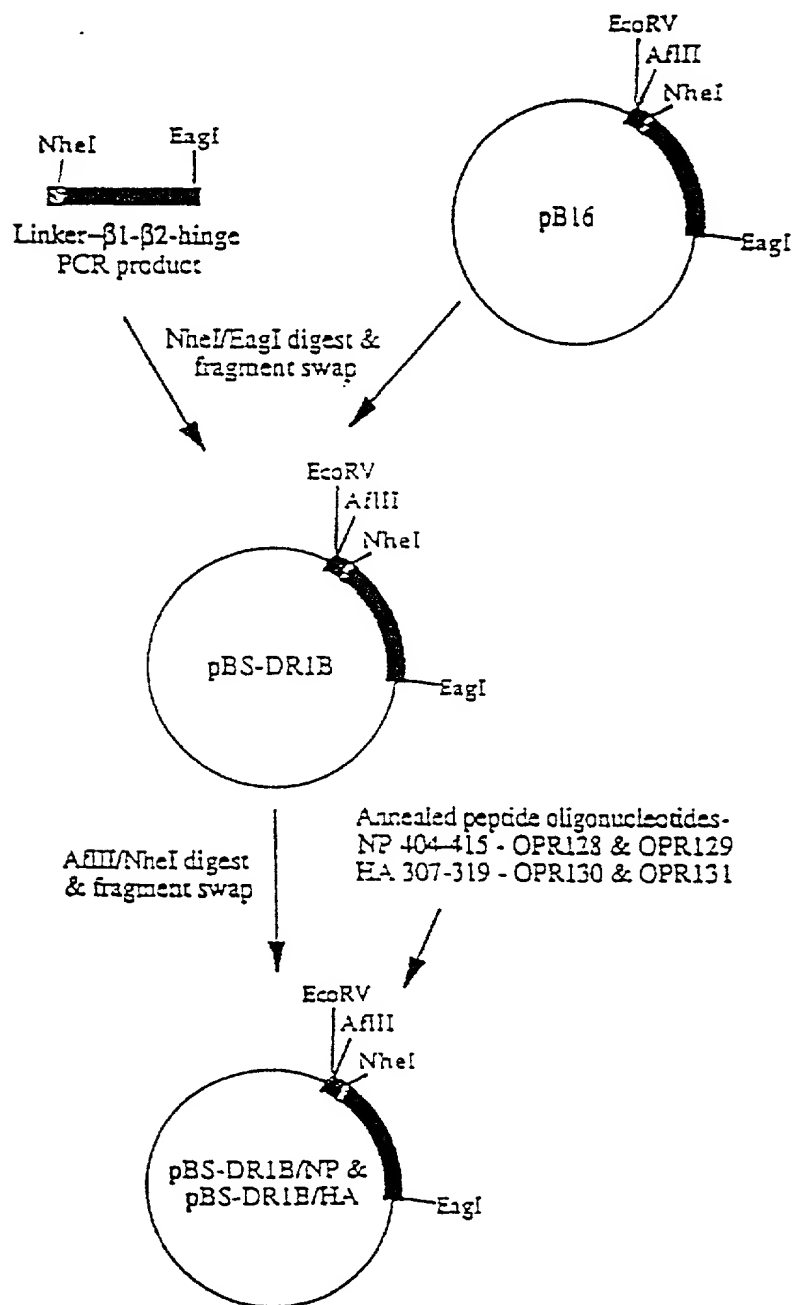 EcoRV
AflII
NheI
pB16
EagI
NheI
EagI
Linker–β1-β2-hinge
PCR product
NheI/EagI digest &
fragment swap
EcoRV
AflII
NheI
pBS-DR1B
EagI
AflII/NheI digest
& fragment swap
Annealed peptide oligonucleotides-
NP 404-415 - OPR128 & OPR129
HA 307-319 - OPR130 & OPR131
EcoRV
AflII
NheI
pBS-DR1B/NP &
pBS-DR1B/HA
EagI